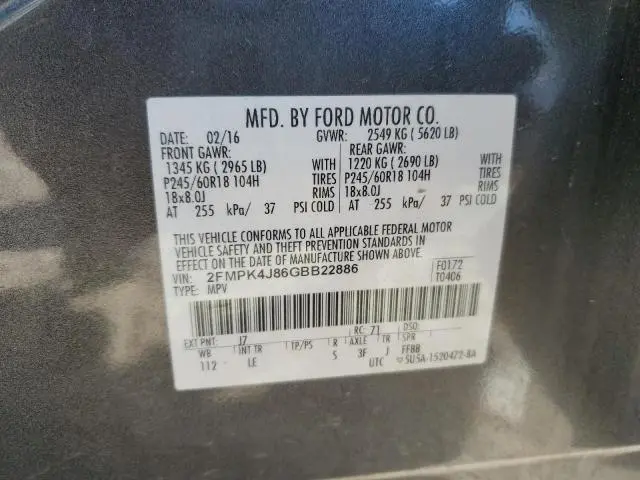 MFD. BY FORD MOTOR CO.
DATE: 02/16 GVWR: 2549 KG ( 5620 LB)
FRONT GAWR: REAR GAWR:
1345 KG ( 2965 LB) WITH 1220 KG ( 2690 LB) WITH
P245/60R18 104H TIRES P245/60R18 104H TIRES
18x8.0J RIMS 18x8.0J RIMS
AT 255 kPa/ 37 PSI COLD AT 255 kPa/ 37 PSI COLD
THIS VEHICLE CONFORMS TO ALL APPLICABLE FEDERAL MOTOR
VEHICLE SAFETY AND THEFT PREVENTION STANDARDS IN
EFFECT ON THE DATE OF MANUFACTURE SHOWN ABOVE.
VIN: 2FMPK4J86GBB22886 F0172
TYPE: MPV T0406
EXT PNT: J7 RC: 71 DSO:
WB INT TR TP/PS R AXLE TR SPR
112 LE S 3F J FFBB
UTC ▽5U5A-1520472-BA